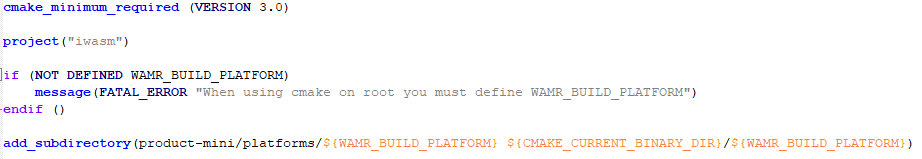 cmake_minimum_required (VERSION 3.0)
project("iwasm")
if (NOT DEFINED WAMR_BUILD_PLATFORM)
message(FATAL_ERROR "When using cmake on root you must define WAMR_BUILD_PLATFORM")
endif ()
add_subdirectory(product-mini/platforms/${WAMR_BUILD_PLATFORM} ${CMAKE_CURRENT_BINARY_DIR}/${WAMR_BUILD_PLATFORM})